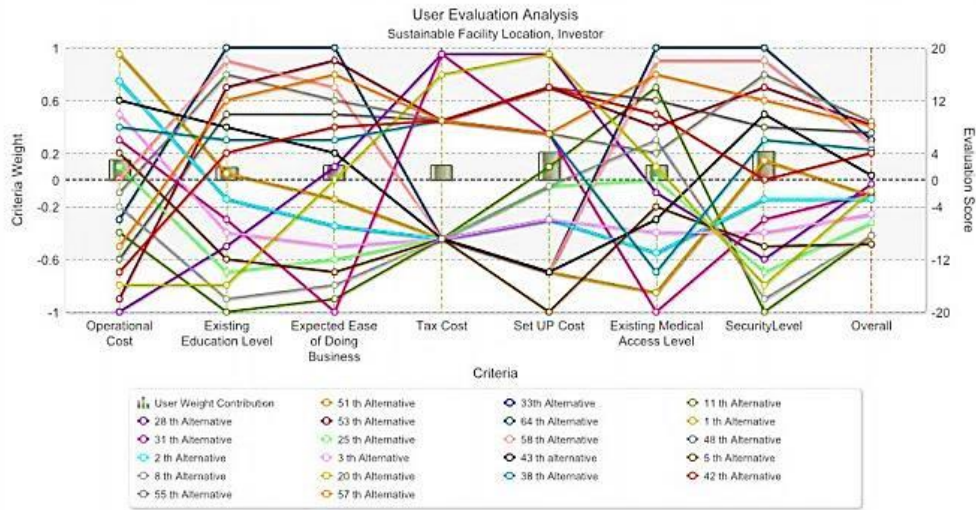 User Evaluation Analysis
Sustainable Facility Location, Investor
1
0.6
0.2
0
-0.2
-0.6
-1
Criteria Weight
20
12
4
0
-4
-12
-20
Evaluation Score
Operational Cost
Existing Education Level
Expected Ease of Doing Business
Tax Cost
Set UP Cost
Existing Medical Access Level
SecurityLevel
Overall
Criteria
User Weight Contribution
28 th Alternative
31 th Alternative
2 th Alternative
8 th Alternative
55 th Alternative
51 th Alternative
53 th Alternative
25 th Alternative
3 th Alternative
20 th Alternative
57 th Alternative
33th Alternative
64 th Alternative
58 th Alternative
43 th alternative
38 th Alternative
11 th Alternative
1 th Alternative
48 th Alternative
5 th Alternative
42 th Alternative